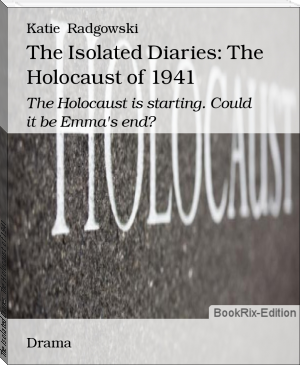 Katie Radgowski
The Isolated Diaries: The
Holocaust of 1941
The Holocaust is starting. Could
it be Emma's end?
HOLOCAUST
BookRix-Edition
Drama